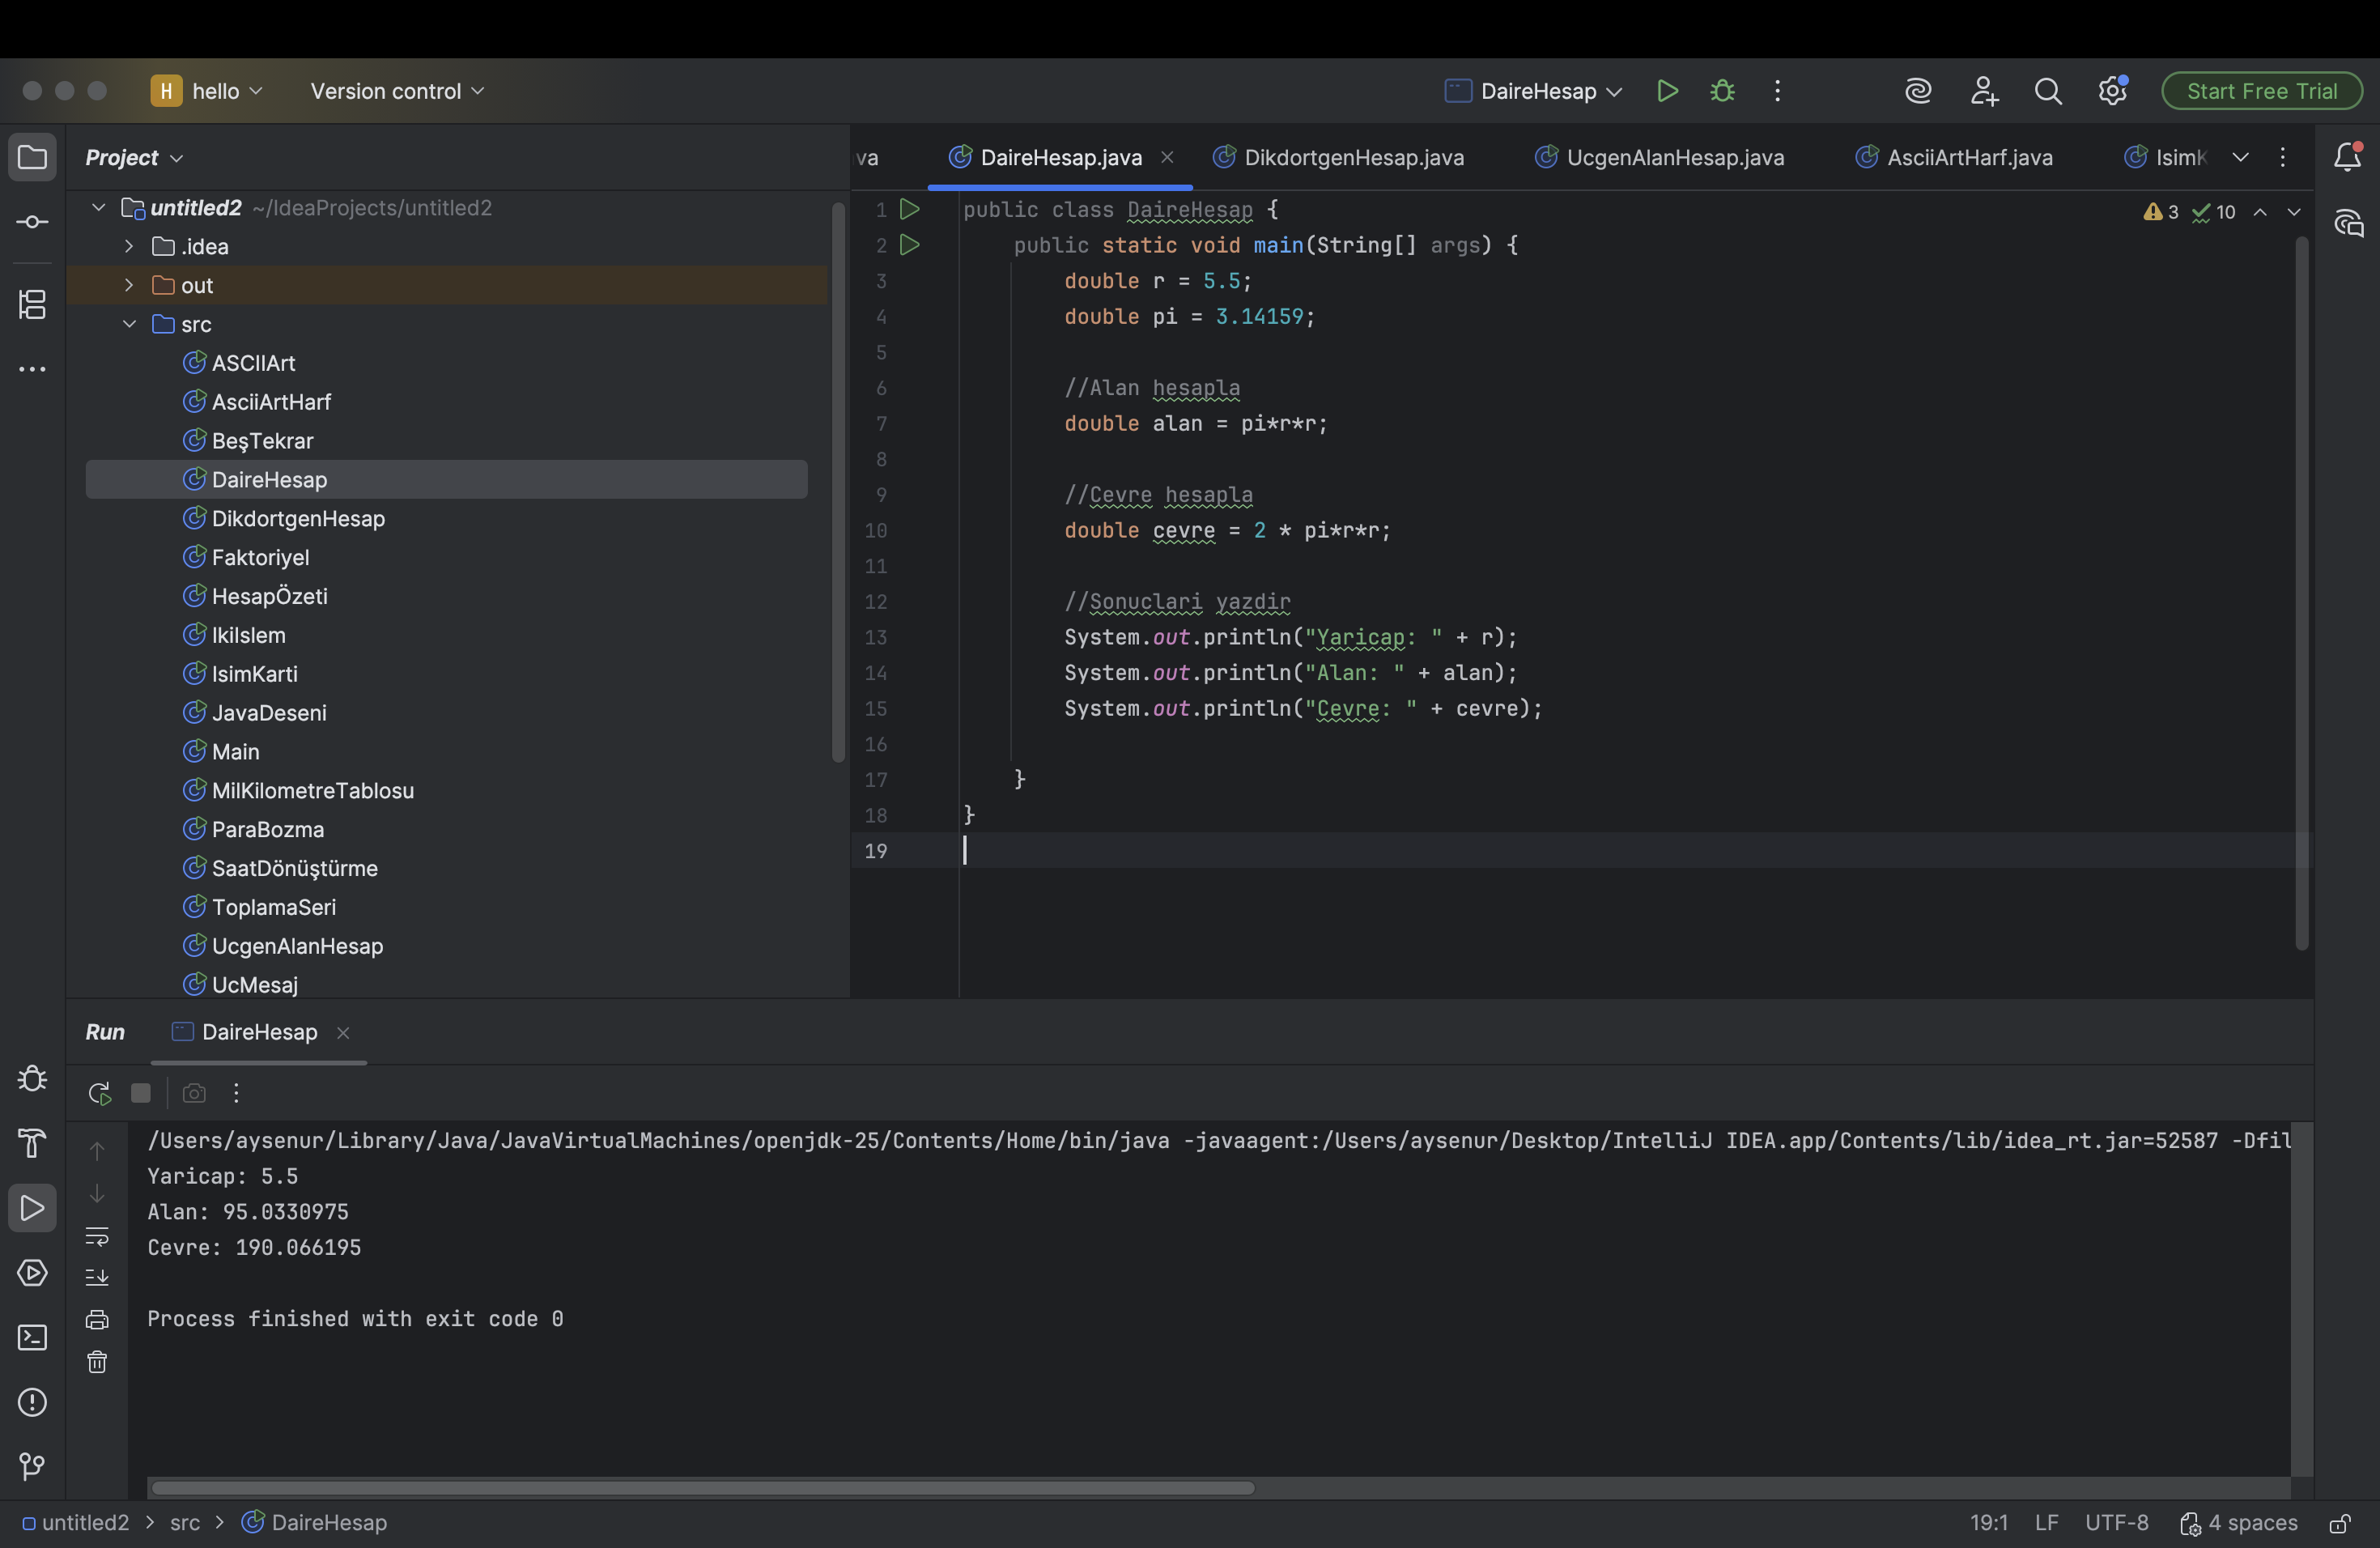 H hello Version control DaireHesap Start Free Trial
Project
va DaireHesap.java DikdortgenHesap.java UcgenAlanHesap.java AsciiArtHarf.java IsimK
untitled2 ~/IdeaProjects/untitled2
.idea
out
src
ASCIIArt
AsciiArtHarf
BeşTekrar
DaireHesap
DikdortgenHesap
Faktoriyel
HesapÖzeti
IkiIslem
IsimKarti
JavaDeseni
Main
MilKilometreTablosu
ParaBozma
SaatDönüştürme
ToplamaSeri
UcgenAlanHesap
UcMesaj
3 10
1 public class DaireHesap {
2 public static void main(String[] args) {
3 double r = 5.5;
4 double pi = 3.14159;
5
6 //Alan hesapla
7 double alan = pi*r*r;
8
9 //Cevre hesapla
10 double cevre = 2 * pi*r*r;
11
12 //Sonuclari yazdir
13 System.out.println("Yaricap: " + r);
14 System.out.println("Alan: " + alan);
15 System.out.println("Cevre: " + cevre);
16
17 }
18 }
19
Run DaireHesap
/Users/aysenur/Library/Java/JavaVirtualMachines/openjdk-25/Contents/Home/bin/java -javaagent:/Users/aysenur/Desktop/IntelliJ IDEA.app/Contents/lib/idea_rt.jar=52587 -Dfil
Yaricap: 5.5
Alan: 95.0330975
Cevre: 190.066195
Process finished with exit code 0
untitled2 > src > DaireHesap 19:1 LF UTF-8 4 spaces